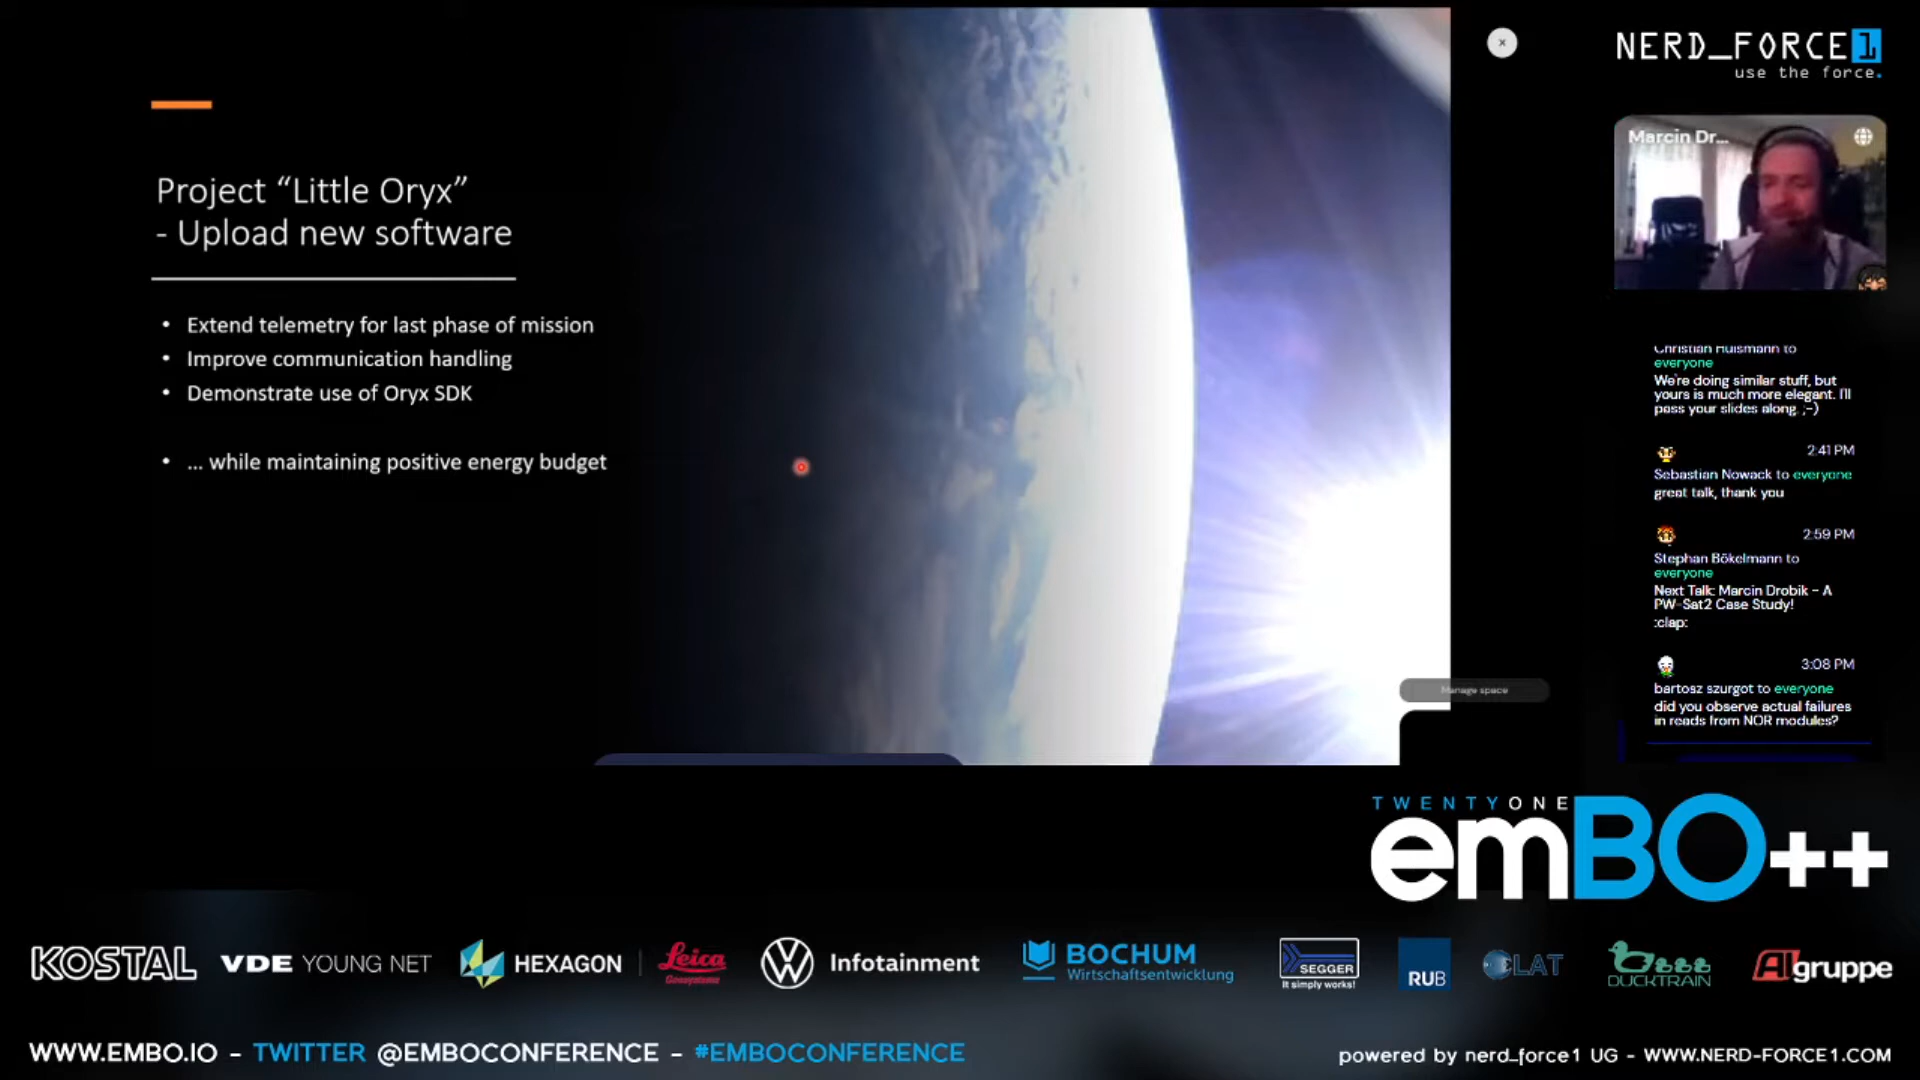 Project “Little Oryx”
- Upload new software
• Extend telemetry for last phase of mission
• Improve communication handling
• Demonstrate use of Oryx SDK
• ... while maintaining positive energy budget
NERD_FORCE1
use the force.
Marcin Dr...
Christian Huismann to
everyone
We're doing similar stuff, but
yours is much more elegant. I'll
pass your slides along. ;-)
2:41 PM
Sebastian Nowack to everyone
great talk, thank you
2:59 PM
Stephan Bökelmann to
everyone
Next Talk: Marcin Drobik - A
PW-Sat2 Case Study!
:clap:
3:08 PM
bartosz szurgot to everyone
did you observe actual failures
in reads from NOR modules?
Manage space
TWENTYONE
emBO++
KOSTAL
VDE YOUNG NET
HEXAGON
Leica
Geosystems
Infotainment
BOCHUM
Wirtschaftsentwicklung
SEGGER
It simply works!
RUB
LAT
DUCKTRAIN
AI gruppe
WWW.EMBO.IO - TWITTER @EMBOCONFERENCE - #EMBOCONFERENCE
powered by nerd_force1 UG - WWW.NERD-FORCE1.COM